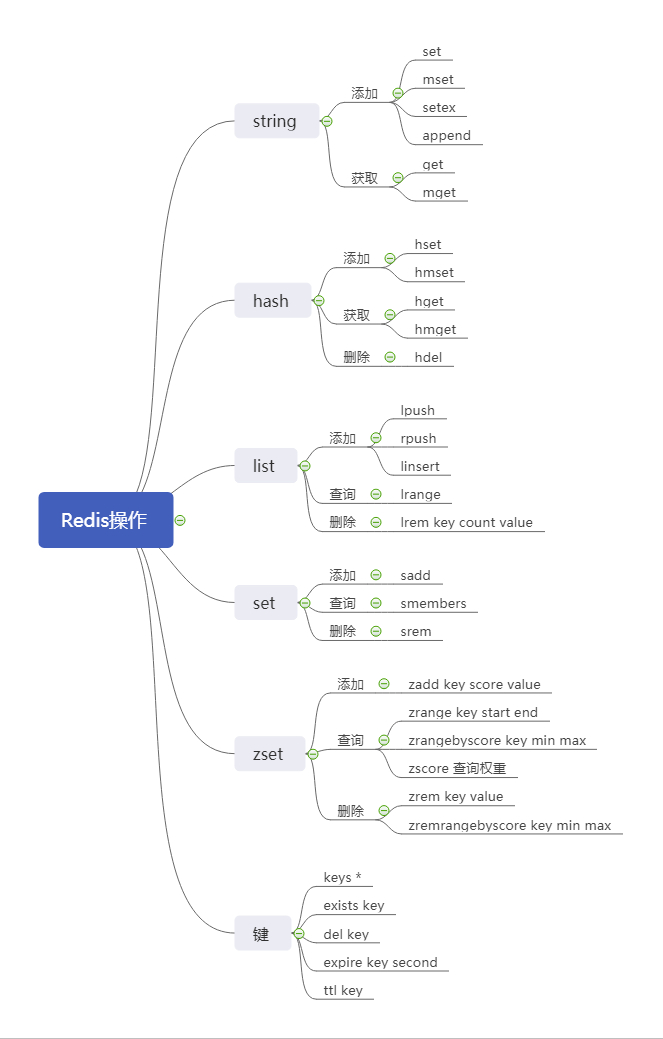 Redis操作
string
添加
set
mset
setex
append
获取
get
mget
hash
添加
hset
hmset
获取
hget
hmget
删除
hdel
list
添加
lpush
rpush
linsert
查询
lrange
删除
lrem key count value
set
添加
sadd
查询
smembers
删除
srem
zset
添加
zadd key score value
查询
zrange key start end
zrangebyscore key min max
zscore 查询权重
删除
zrem key value
zremrangebyscore key min max
键
keys *
exists key
del key
expire key second
ttl key